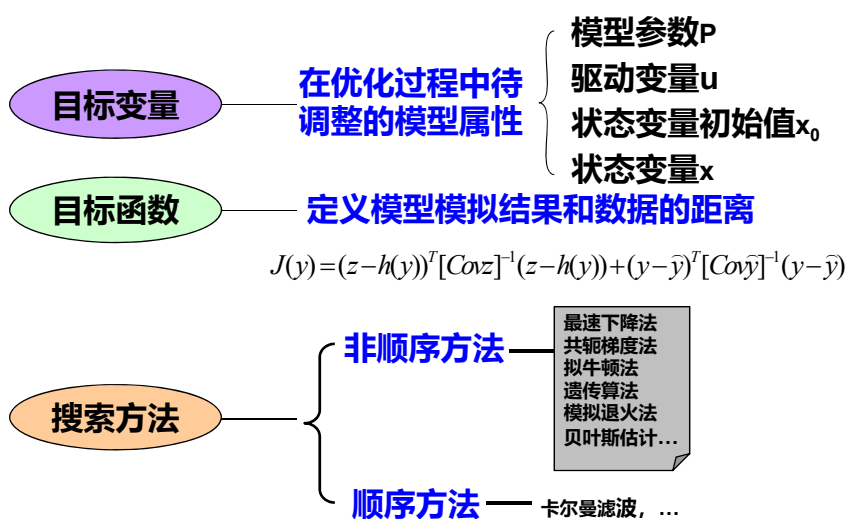 目标变量
在优化过程中待
调整的模型属性
模型参数P
驱动变量u
状态变量初始值x₀
状态变量x
目标函数
定义模型模拟结果和数据的距离
J(y)=(z−h(y))ᵀ[Covz]⁻¹(z−h(y))+(y−ŷ)ᵀ[Covŷ]⁻¹(y−ŷ)
搜索方法
非顺序方法
最速下降法
共轭梯度法
拟牛顿法
遗传算法
模拟退火法
贝叶斯估计…
顺序方法
卡尔曼滤波，…